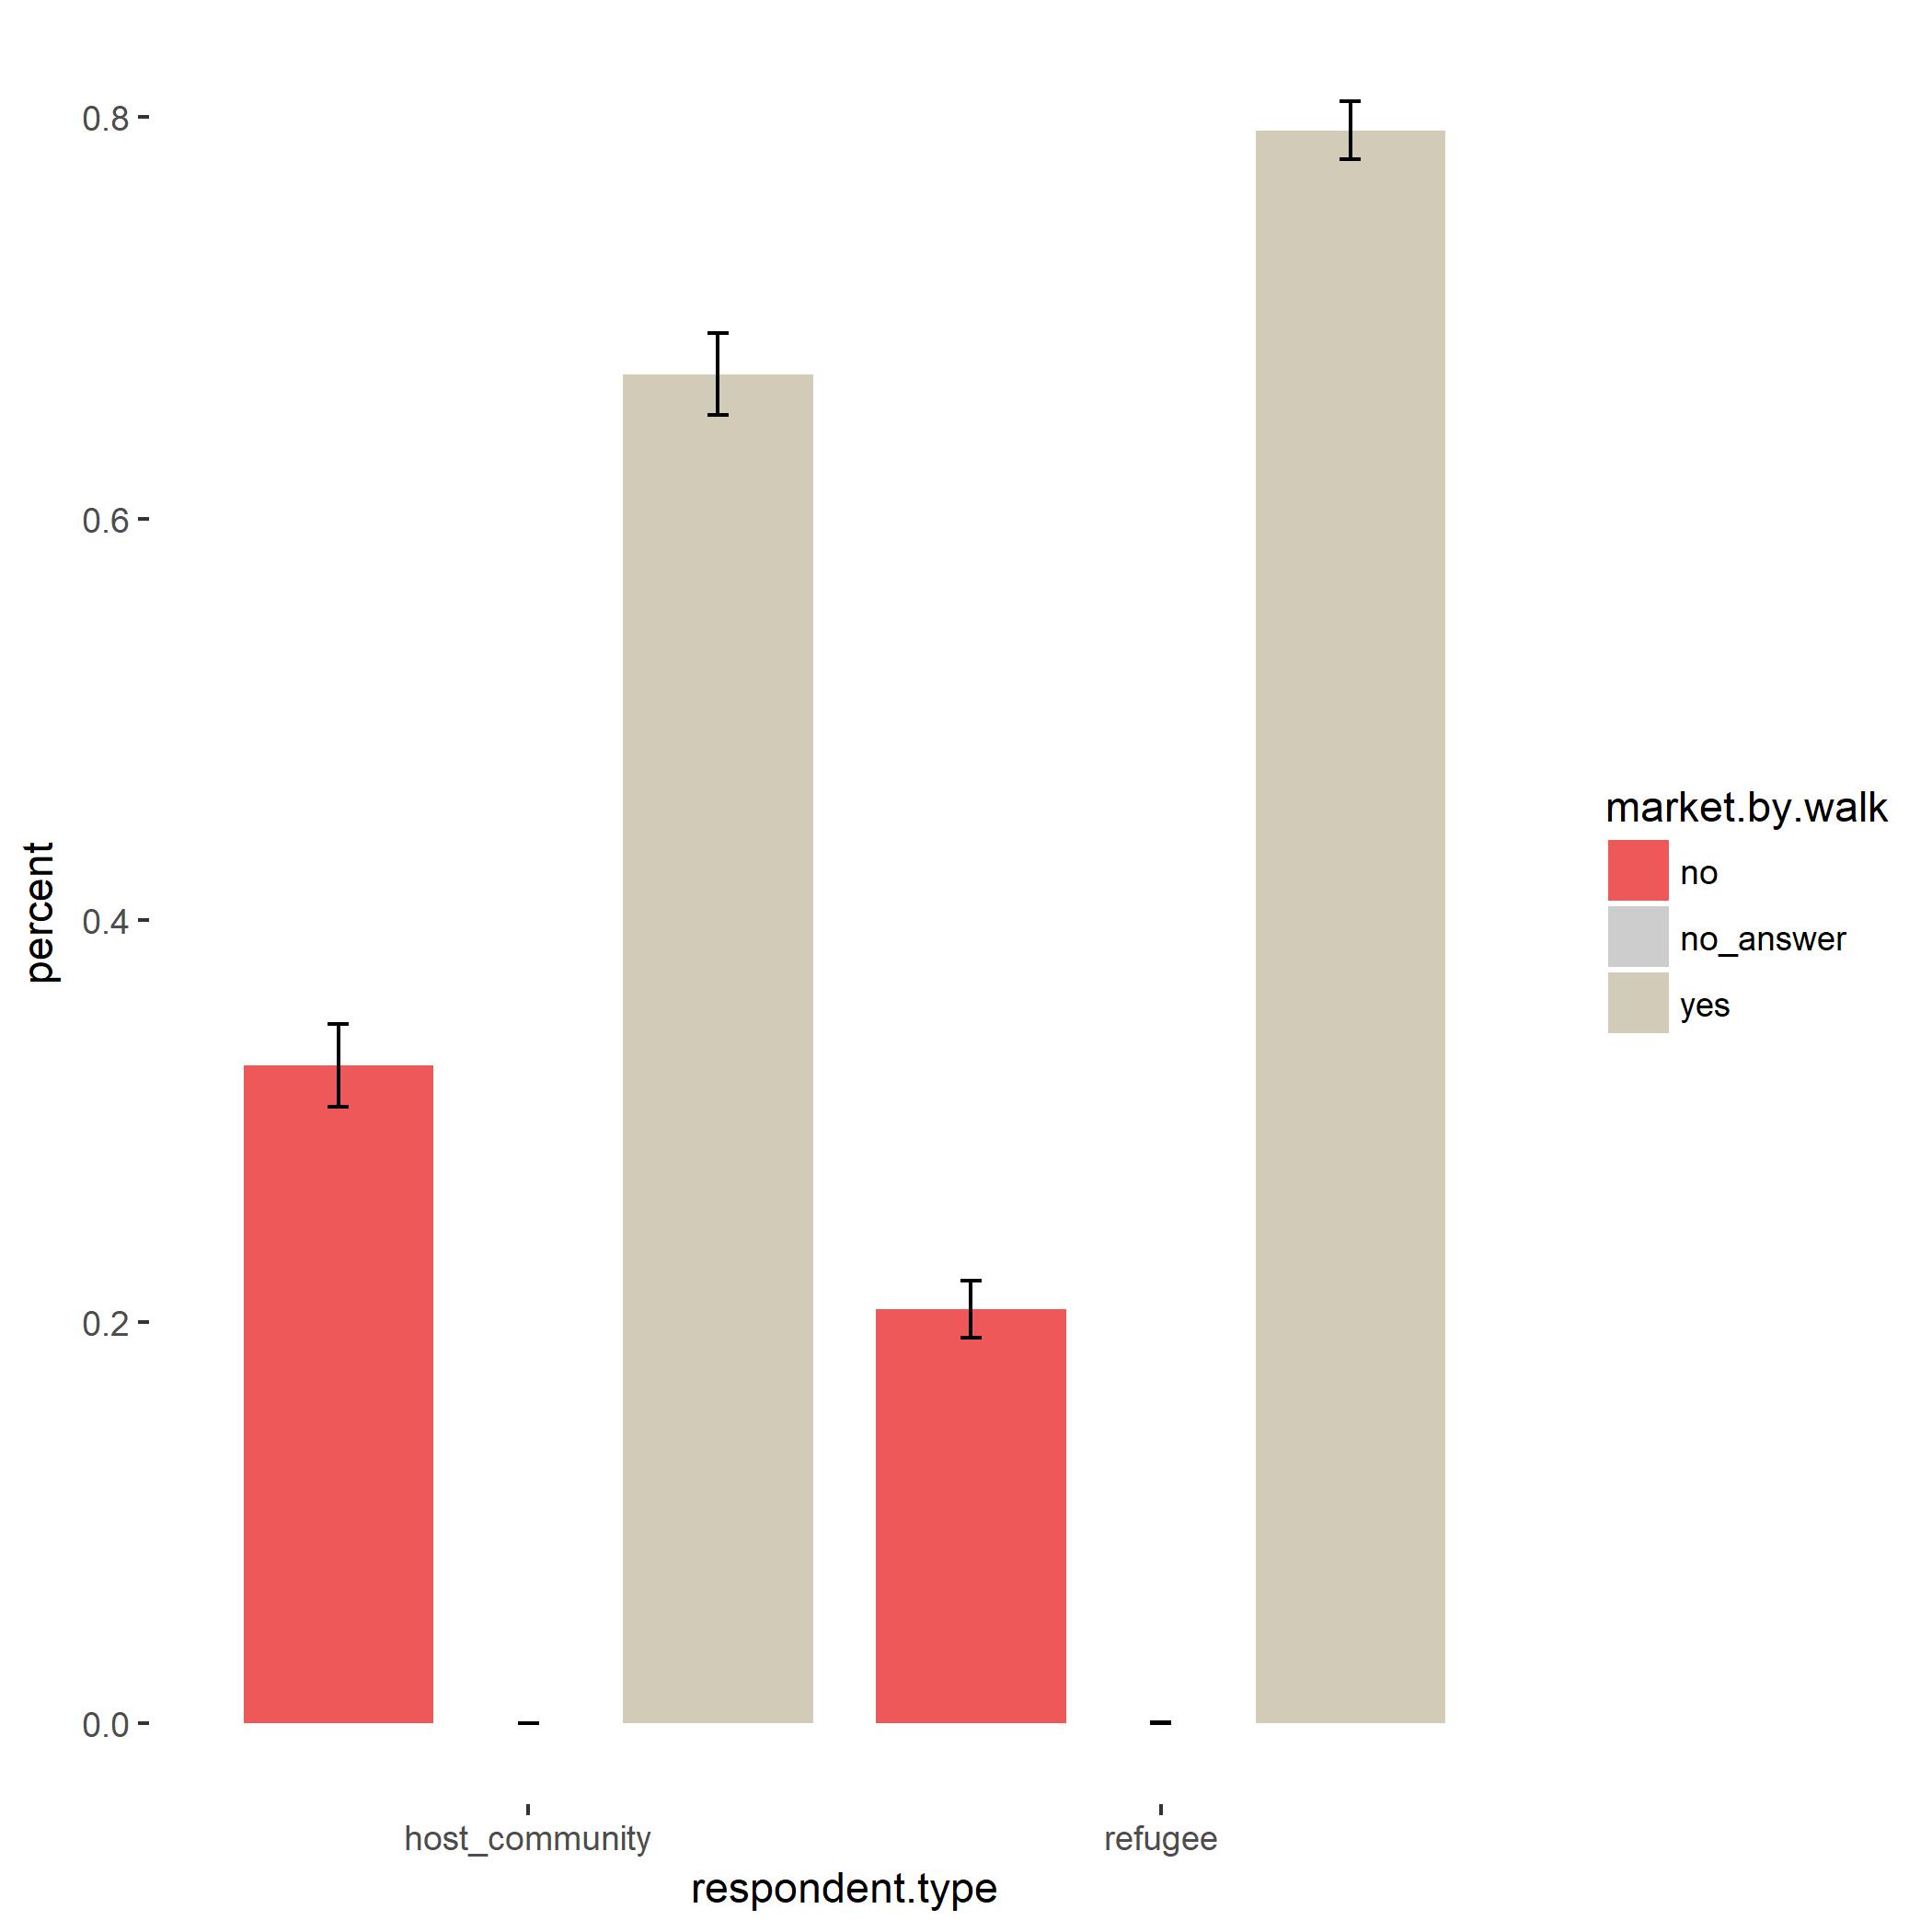 percent
0.8
0.6
0.4
0.2
0.0
host_community
refugee
respondent.type
market.by.walk
no
no_answer
yes